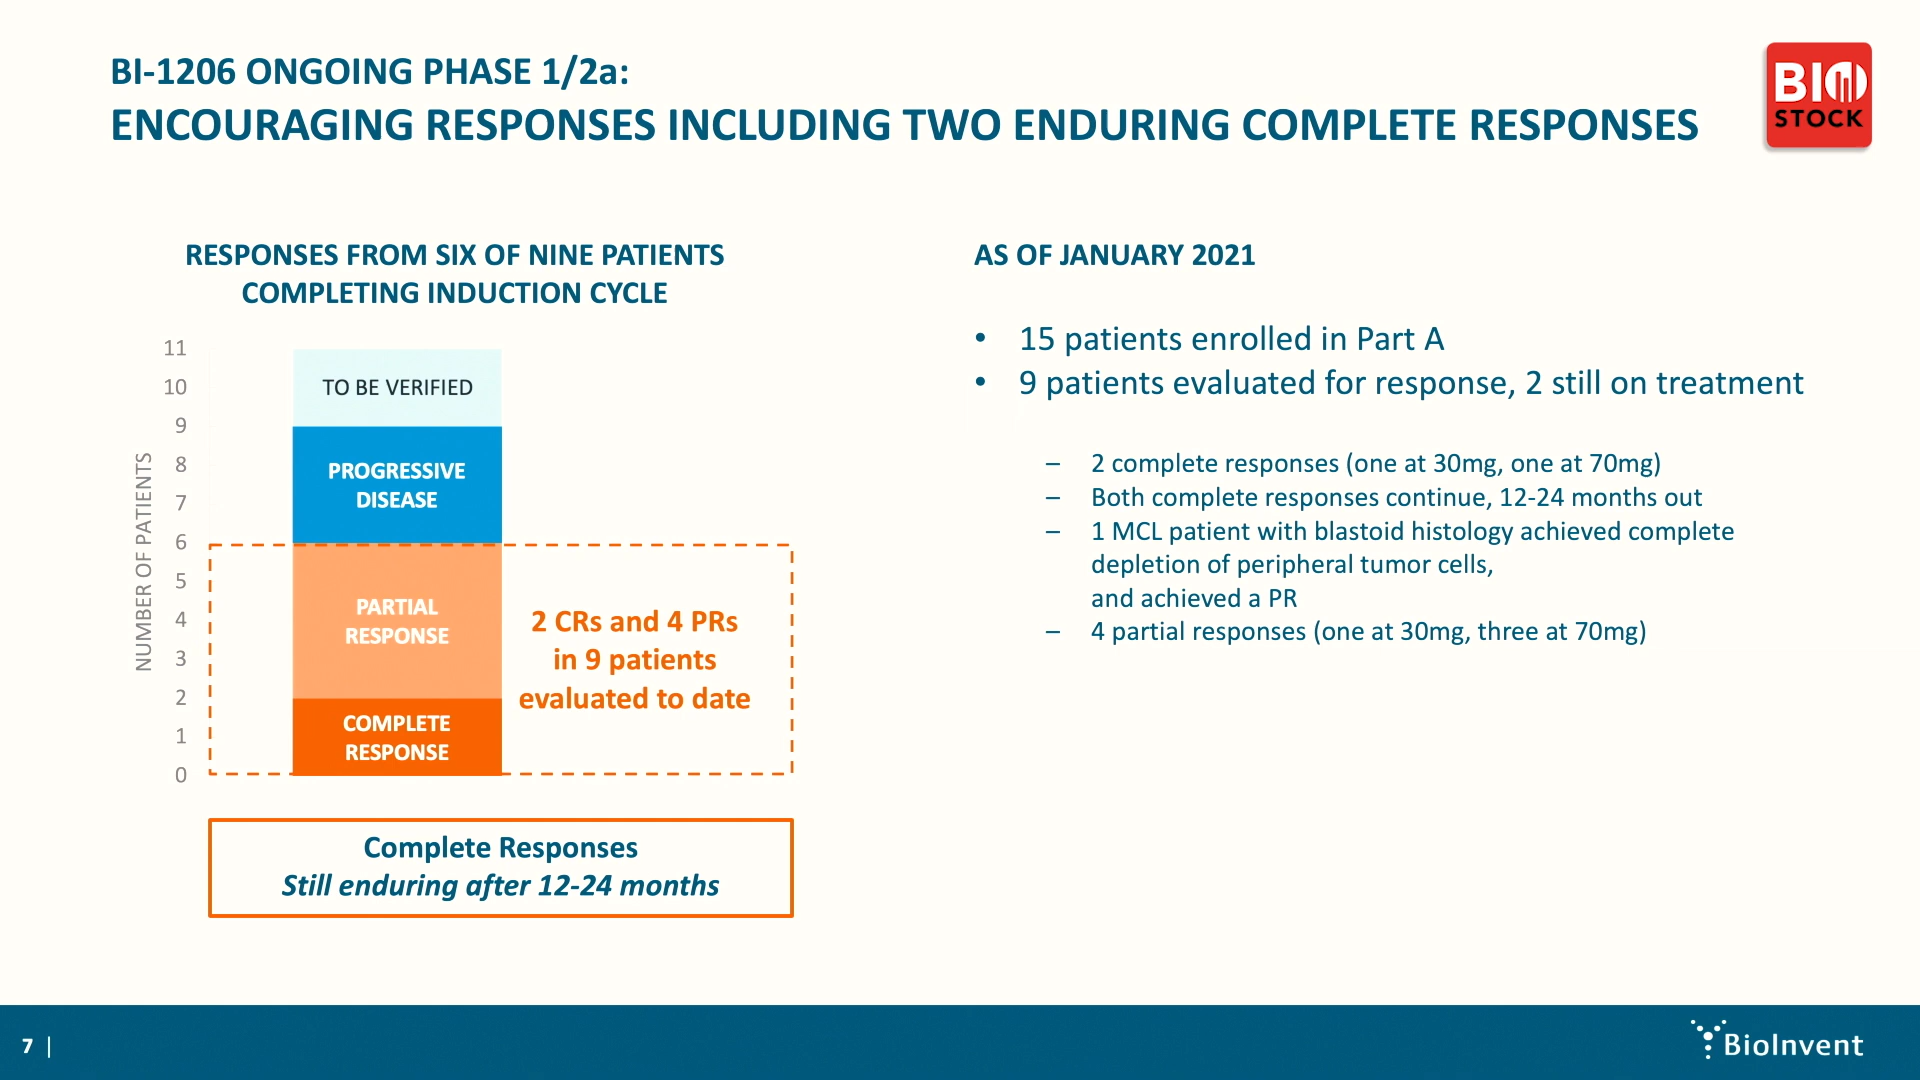 BI-1206 ONGOING PHASE 1/2a:
ENCOURAGING RESPONSES INCLUDING TWO ENDURING COMPLETE RESPONSES
BIO
STOCK
RESPONSES FROM SIX OF NINE PATIENTS
COMPLETING INDUCTION CYCLE
NUMBER OF PATIENTS
11
10
9
8
7
6
5
4
3
2
1
0
TO BE VERIFIED
PROGRESSIVE
DISEASE
PARTIAL
RESPONSE
COMPLETE
RESPONSE
2 CRs and 4 PRs
in 9 patients
evaluated to date
Complete Responses
Still enduring after 12-24 months
AS OF JANUARY 2021
• 15 patients enrolled in Part A
• 9 patients evaluated for response, 2 still on treatment
– 2 complete responses (one at 30mg, one at 70mg)
– Both complete responses continue, 12-24 months out
– 1 MCL patient with blastoid histology achieved complete
depletion of peripheral tumor cells,
and achieved a PR
– 4 partial responses (one at 30mg, three at 70mg)
7 |
BioInvent